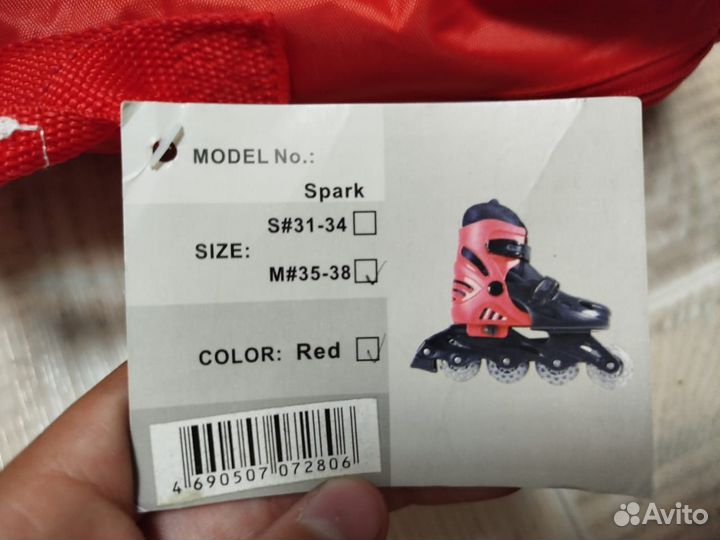 MODEL No.:
Spark
S#31-34
SIZE:
M#35-38
COLOR: Red
4 690507 072806
Avito